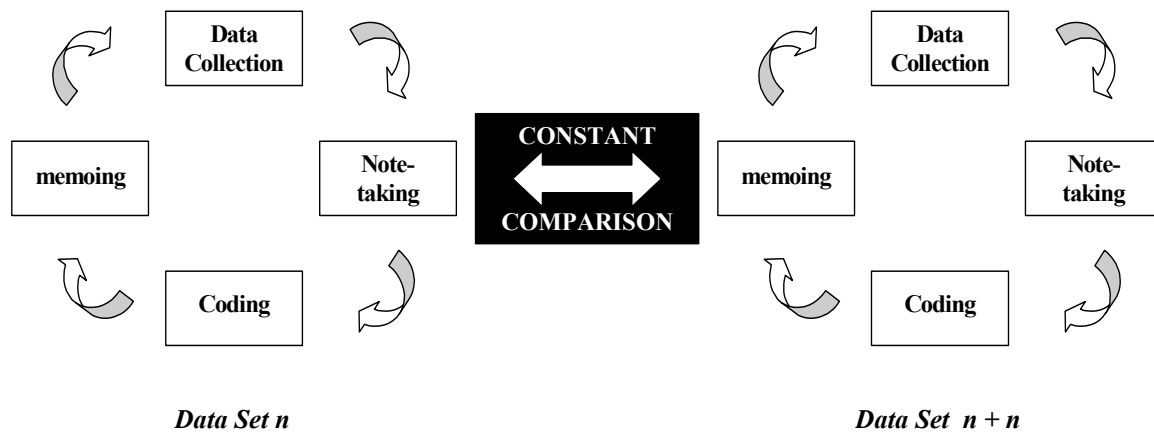 Data
Collection
memoing
Note-
taking
Coding
Data Set n
CONSTANT
COMPARISON
Data
Collection
memoing
Note-
taking
Coding
Data Set n + n